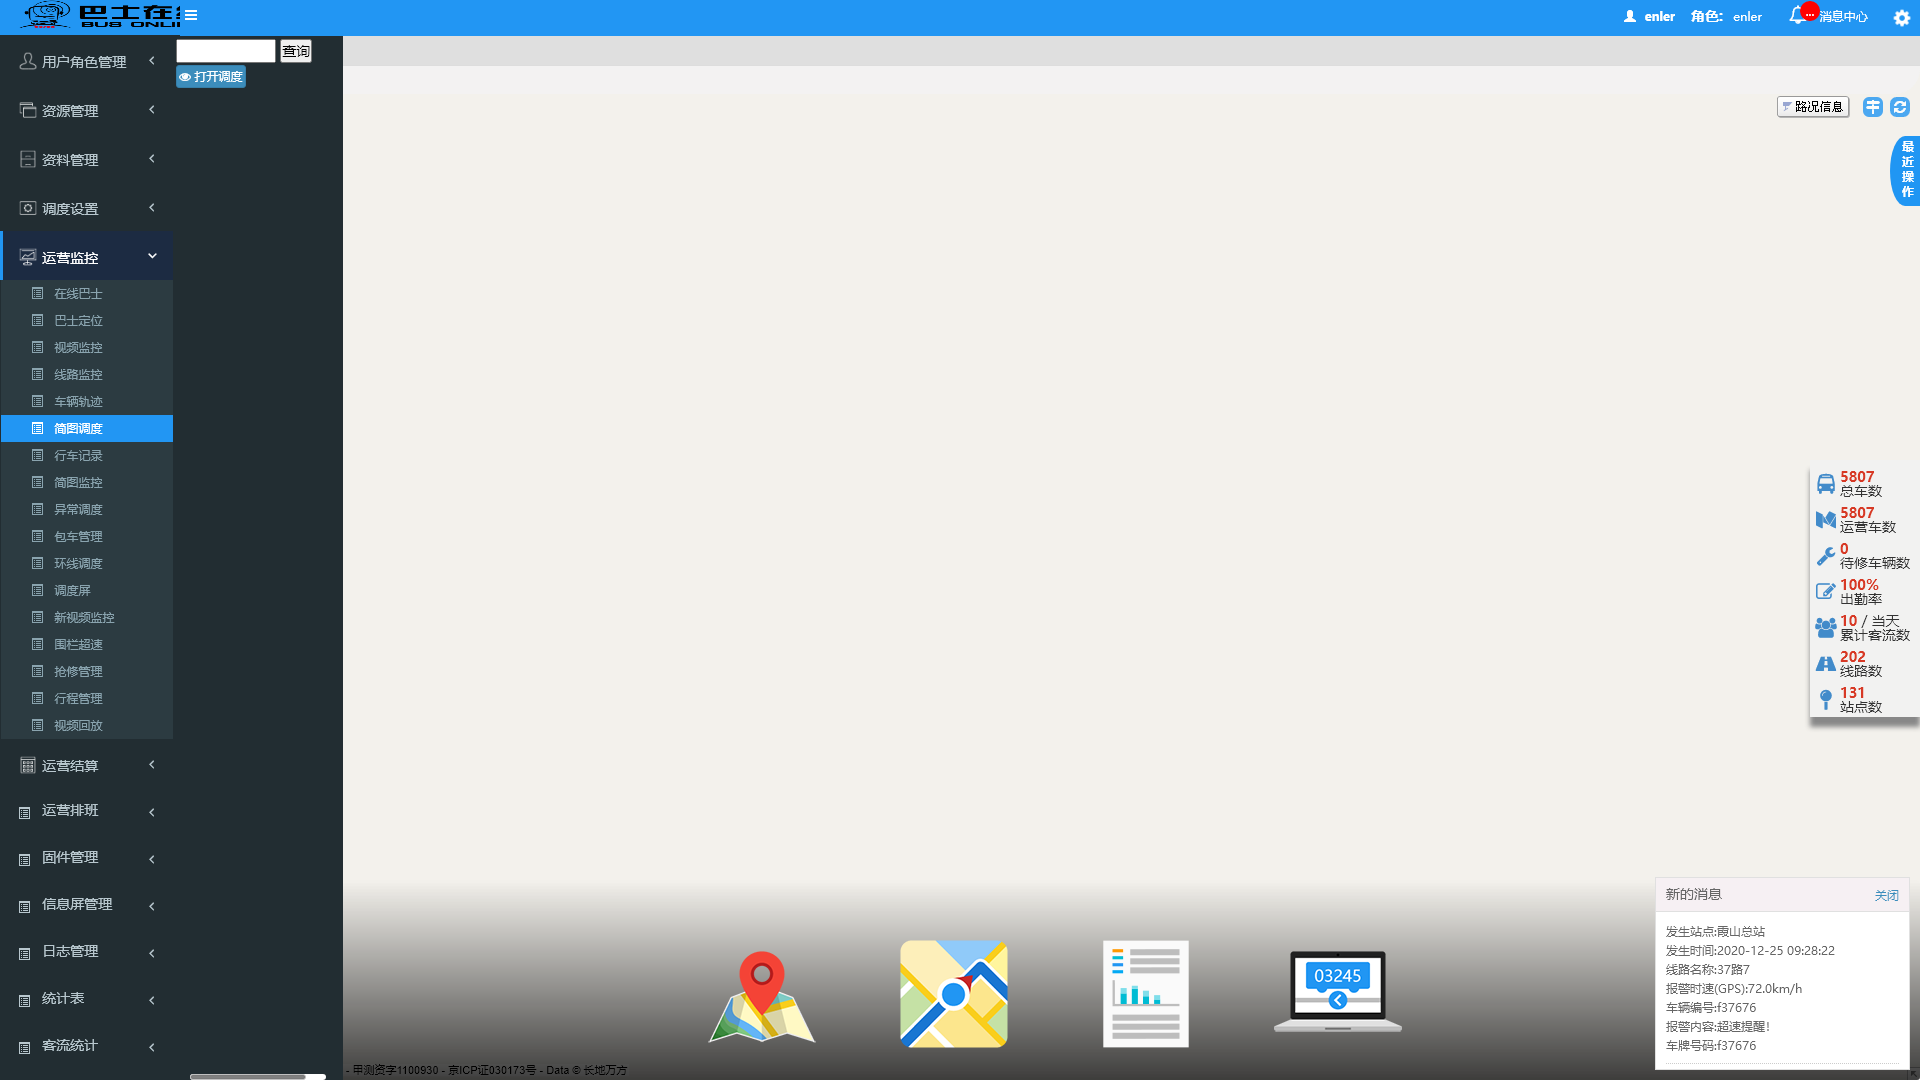 巴士在
BUS ONLI
enler 角色: enler ... 消息中心
用户角色管理
资源管理
资料管理
调度设置
运营监控
在线巴士
巴士定位
视频监控
线路监控
车辆轨迹
简图调度
行车记录
简图监控
异常调度
包车管理
环线调度
调度屏
新视频监控
围栏超速
抢修管理
行程管理
视频回放
运营结算
运营排班
固件管理
信息屏管理
日志管理
统计表
客流统计
查询
打开调度
路况信息
最
近
操
作
5807
总车数
5807
运营车数
0
待修车辆数
100%
出勤率
10 / 当天
累计客流数
202
线路数
131
站点数
03245
新的消息 关闭
发生站点:霞山总站
发生时间:2020-12-25 09:28:22
线路名称:37路7
报警时速(GPS):72.0km/h
车辆编号:f37676
报警内容:超速提醒!
车牌号码:f37676
- 甲测资字1100930 - 京ICP证030173号 - Data © 长地万方